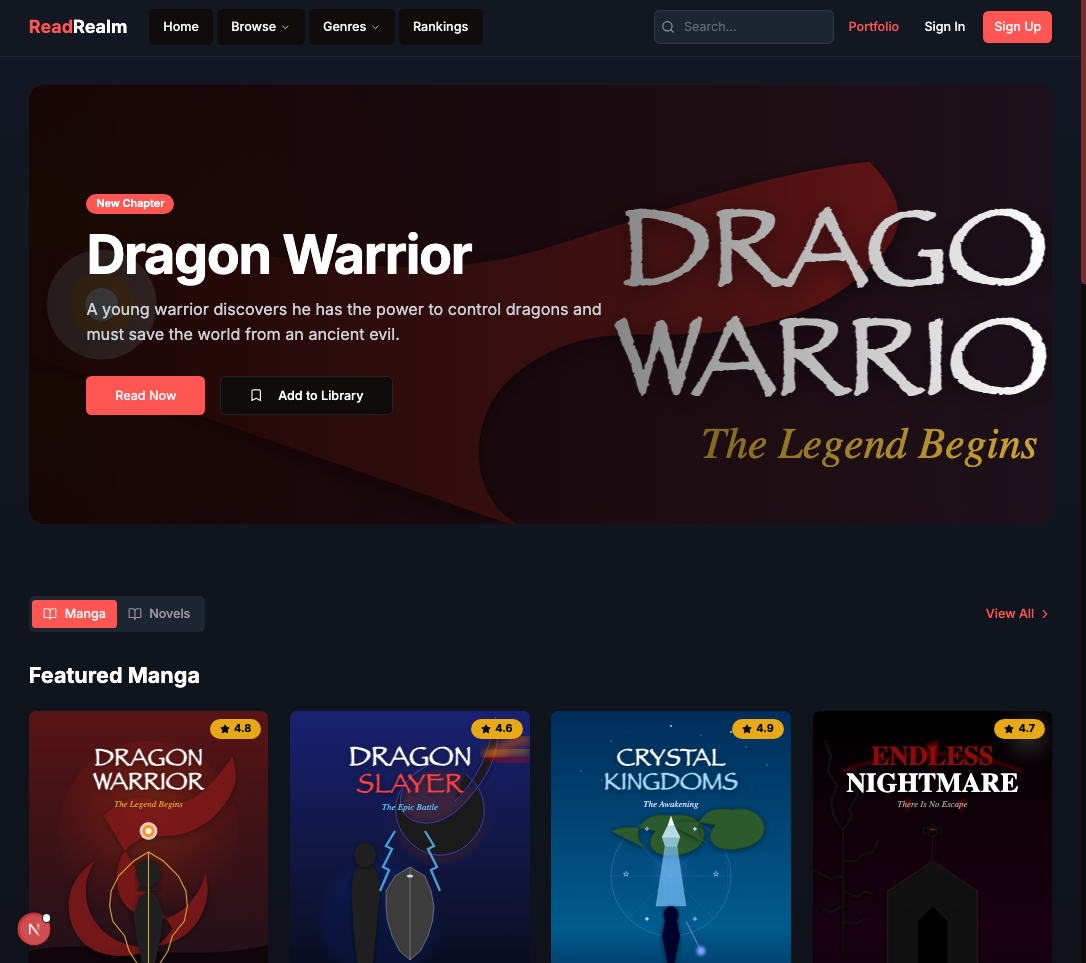 ReadRealm
Home
Browse
Genres
Rankings
Search...
Portfolio
Sign In
Sign Up
New Chapter
Dragon Warrior
A young warrior discovers he has the power to control dragons and
must save the world from an ancient evil.
Read Now
Add to Library
DRAGO
WARRIO
The Legend Begins
Manga
Novels
View All
Featured Manga
4.8
DRAGON
WARRIOR
The Legend Begins
4.6
DRAGON
SLAYER
The Epic Battle
4.9
CRYSTAL
KINGDOMS
The Awakening
4.7
ENDLESS
NIGHTMARE
There Is No Escape
N